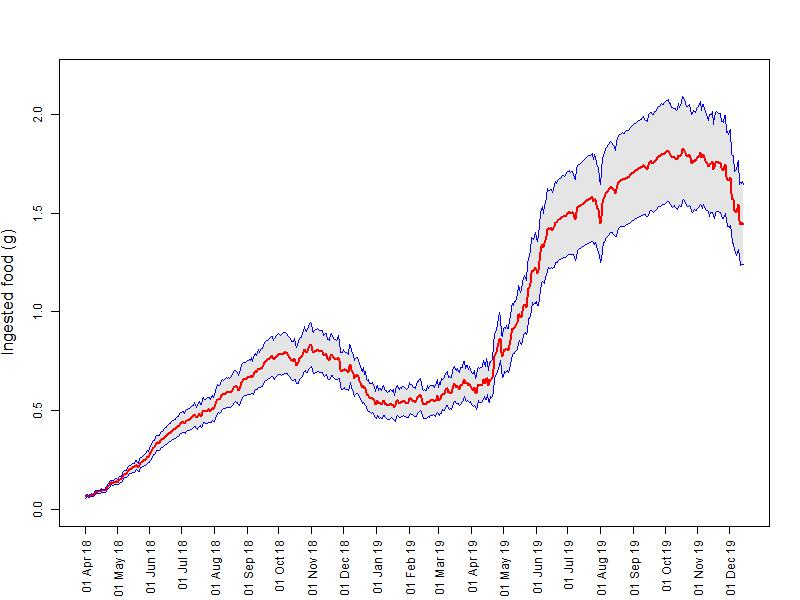 Ingested food (g)
2.0
1.5
1.0
0.5
0.0
01 Apr 18
01 May 18
01 Jun 18
01 Jul 18
01 Aug 18
01 Sep 18
01 Oct 18
01 Nov 18
01 Dec 18
01 Jan 19
01 Feb 19
01 Mar 19
01 Apr 19
01 May 19
01 Jun 19
01 Jul 19
01 Aug 19
01 Sep 19
01 Oct 19
01 Nov 19
01 Dec 19